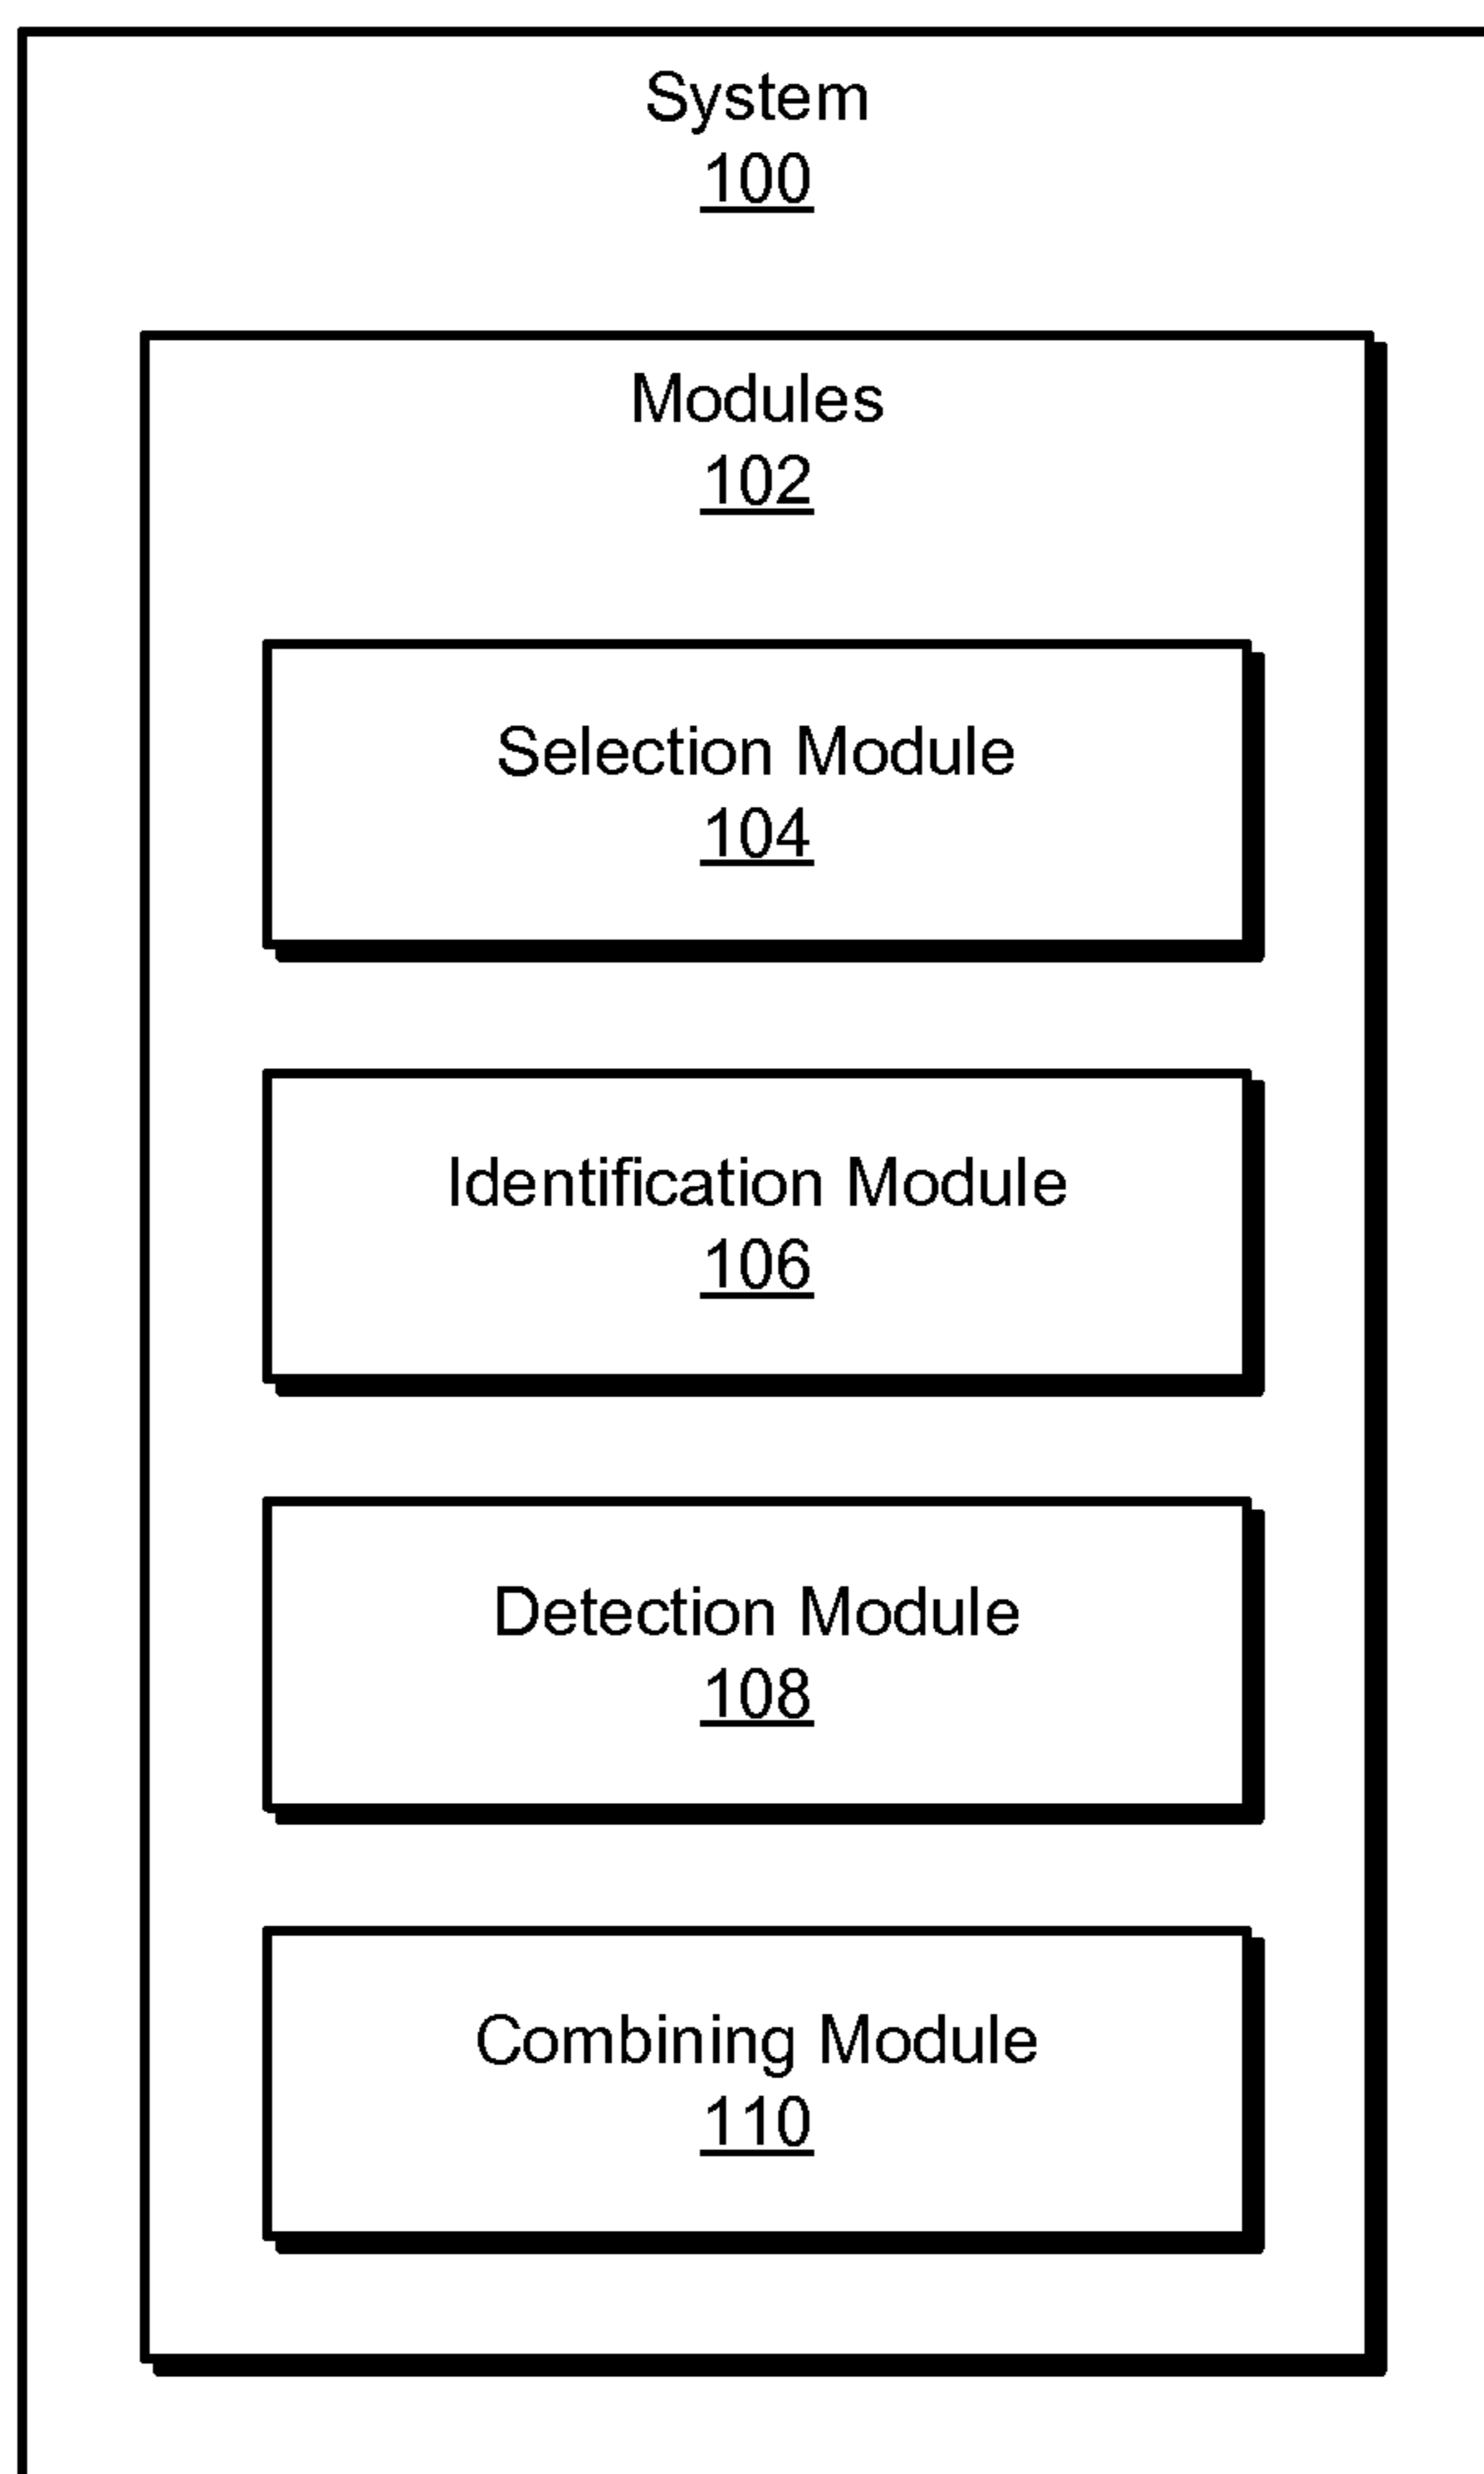 System
100
Modules
102
Selection Module
104
Identification Module
106
Detection Module
108
Combining Module
110